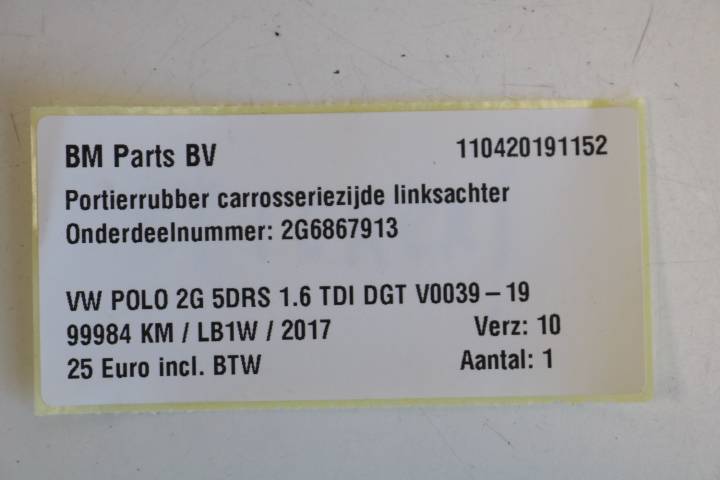 BM Parts BV 110420191152
Portierrubber carrosseriezijde linksachter
Onderdeelnummer: 2G6867913
VW POLO 2G 5DRS 1.6 TDI DGT V0039 – 19
99984 KM / LB1W / 2017 Verz: 10
25 Euro incl. BTW Aantal: 1